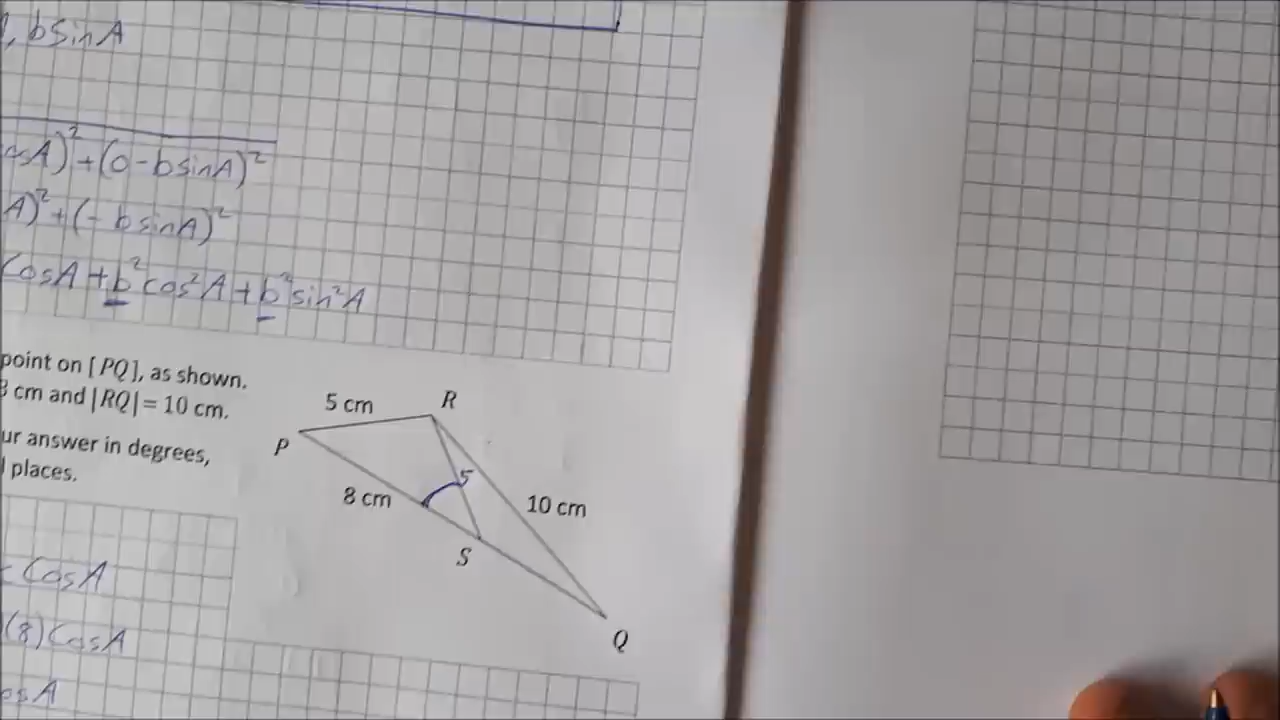 , bsinA
osA)²+(0-bsinA)²
A)²+(-bsinA)²
CosA+b²cos²A+b²sin²A
point on [PQ], as shown.
8 cm and |RQ| = 10 cm.
ur answer in degrees,
l places.
5 cm
R
P
5
8 cm
10 cm
S
Q
CosA
(8)CosA
osA